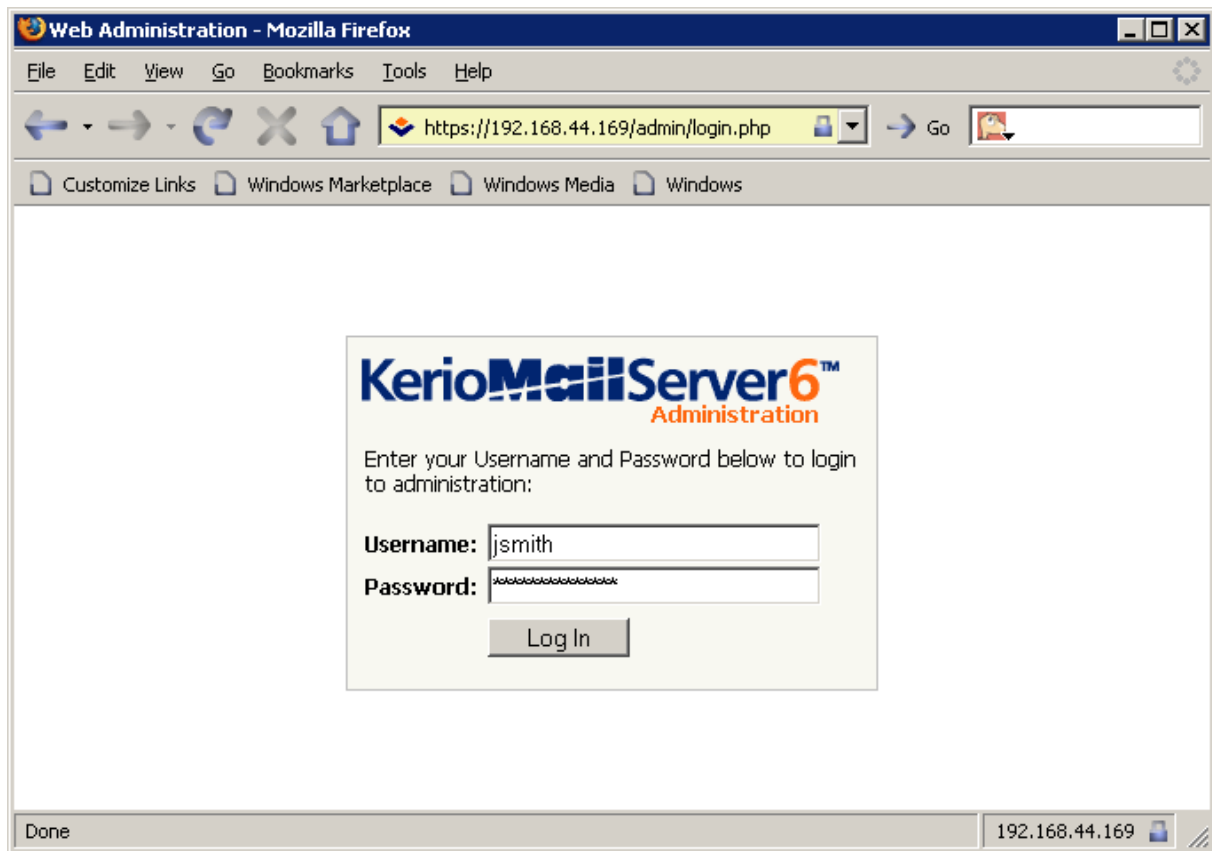 Web Administration - Mozilla Firefox
File Edit View Go Bookmarks Tools Help
https://192.168.44.169/admin/login.php Go
Customize Links Windows Marketplace Windows Media Windows
KerioMailServer6™
Administration
Enter your Username and Password below to login
to administration:
Username: jsmith
Password: ***************
Log In
Done 192.168.44.169